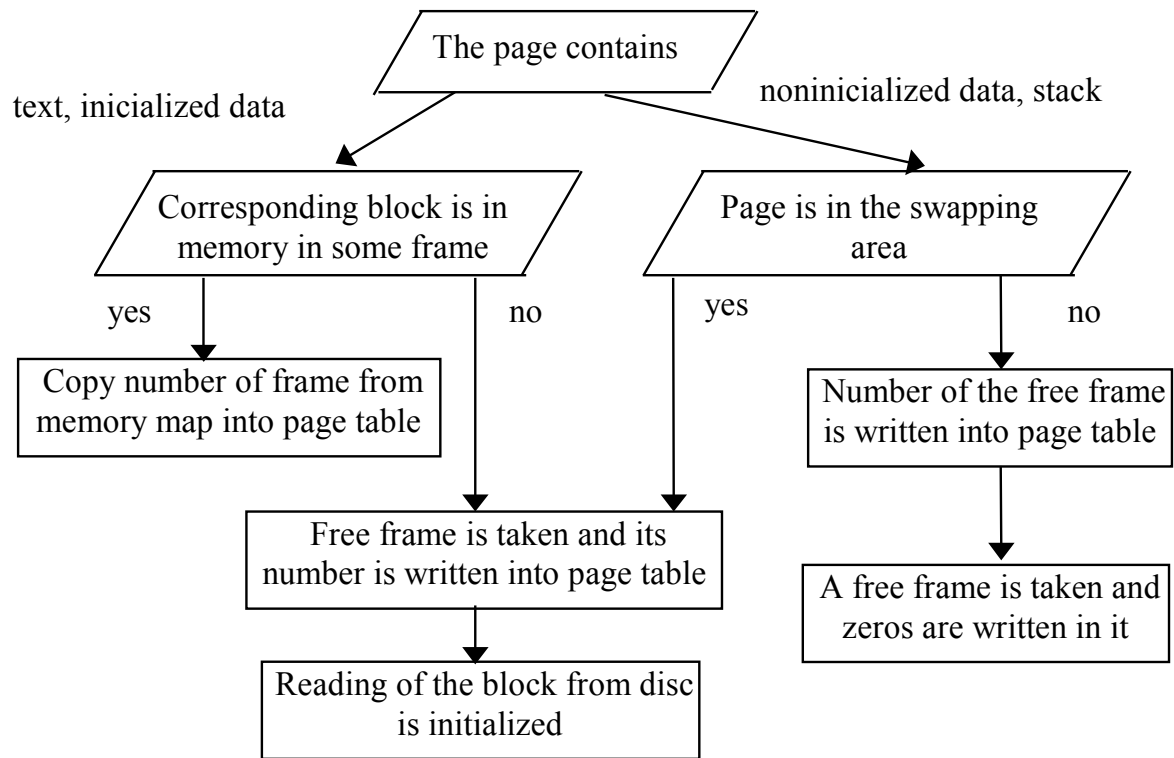 The page contains
text, inicialized data
noninicialized data, stack
Corresponding block is in
memory in some frame
Page is in the swapping
area
yes
no
yes
no
Copy number of frame from
memory map into page table
Number of the free frame
is written into page table
Free frame is taken and its
number is written into page table
A free frame is taken and
zeros are written in it
Reading of the block from disc
is initialized